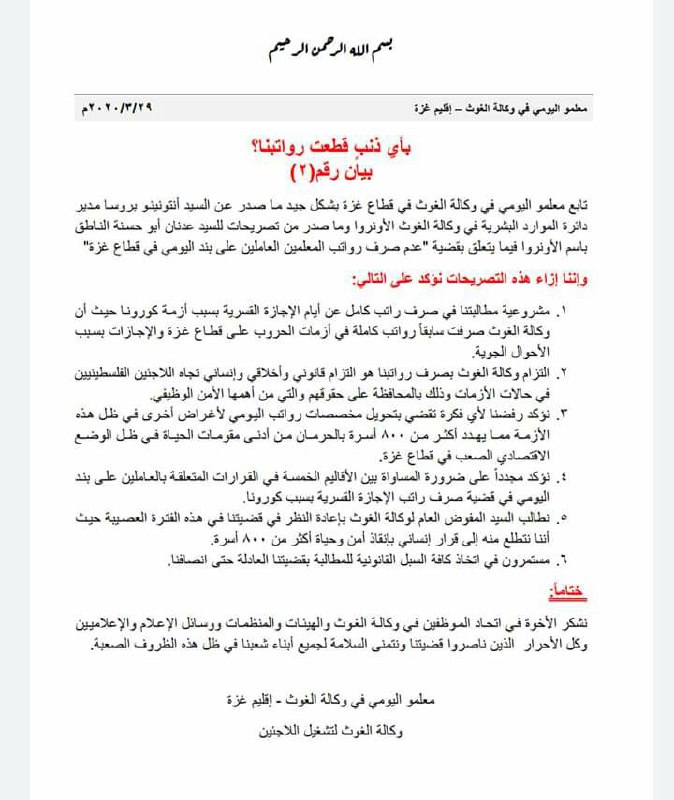 بسم الله الرحمن الرحيم
معلمو اليومي في وكالة الغوث – إقليم غزة ٢٠٢٠/٣/٢٩م
بأي ذنبٍ قطعت رواتبنا؟
بيان رقم(٢)
تابع معلمو اليومي في وكالة الغوث في قطاع غزة بشكل جيد ما صدر عن السيد أنتونينو بروسا مدير
دائرة الموارد البشرية في وكالة الغوث الأونروا وما صدر من تصريحات للسيد عدنان أبو حسنة الناطق
باسم الأونروا فيما يتعلق بقضية "عدم صرف رواتب المعلمين العاملين على بند اليومي في قطاع غزة"
وإننا إزاء هذه التصريحات نؤكد على التالي:
١. مشروعية مطالبتنا في صرف راتب كامل عن أيام الإجازة القسرية بسبب أزمة كورونا حيث أن
وكالة الغوث صرفت سابقاً رواتب كاملة في أزمات الحروب على قطاع غزة والإجازات بسبب
الأحوال الجوية.
٢. التزام وكالة الغوث بصرف رواتبنا هو التزام قانوني وأخلاقي وإنساني تجاه اللاجئين الفلسطينيين
في حالات الأزمات وذلك بالمحافظة على حقوقهم والتي من أهمها الأمن الوظيفي.
٣. نؤكد رفضنا لأي فكرة تقضي بتحويل مخصصات رواتب اليومي لأغراض أخرى في ظل هذه
الأزمة مما يهدد أكثر من ٨٠٠ أسرة بالحرمان من أدنى مقومات الحياة في ظل الوضع
الاقتصادي الصعب في قطاع غزة.
٤. نؤكد مجدداً على ضرورة المساواة بين الأقاليم الخمسة في القرارات المتعلقة بالعاملين على بند
اليومي في قضية صرف راتب الإجازة القسرية بسبب كورونا.
٥. نطالب السيد المفوض العام لوكالة الغوث بإعادة النظر في قضيتنا في هذه الفترة العصيبة حيث
أننا نتطلع منه إلى قرار إنساني بإنقاذ أمن وحياة أكثر من ٨٠٠ أسرة.
٦. مستمرون في اتخاذ كافة السبل القانونية للمطالبة بقضيتنا العادلة حتى انصافنا.
ختاماً:
نشكر الأخوة في اتحاد الموظفين في وكالة الغوث والهيئات والمنظمات ووسائل الإعلام والإعلاميين
وكل الأحرار الذين ناصروا قضيتنا ونتمنى السلامة لجميع أبناء شعبنا في ظل هذه الظروف الصعبة.
معلمو اليومي في وكالة الغوث - إقليم غزة
وكالة الغوث لتشغيل اللاجئين